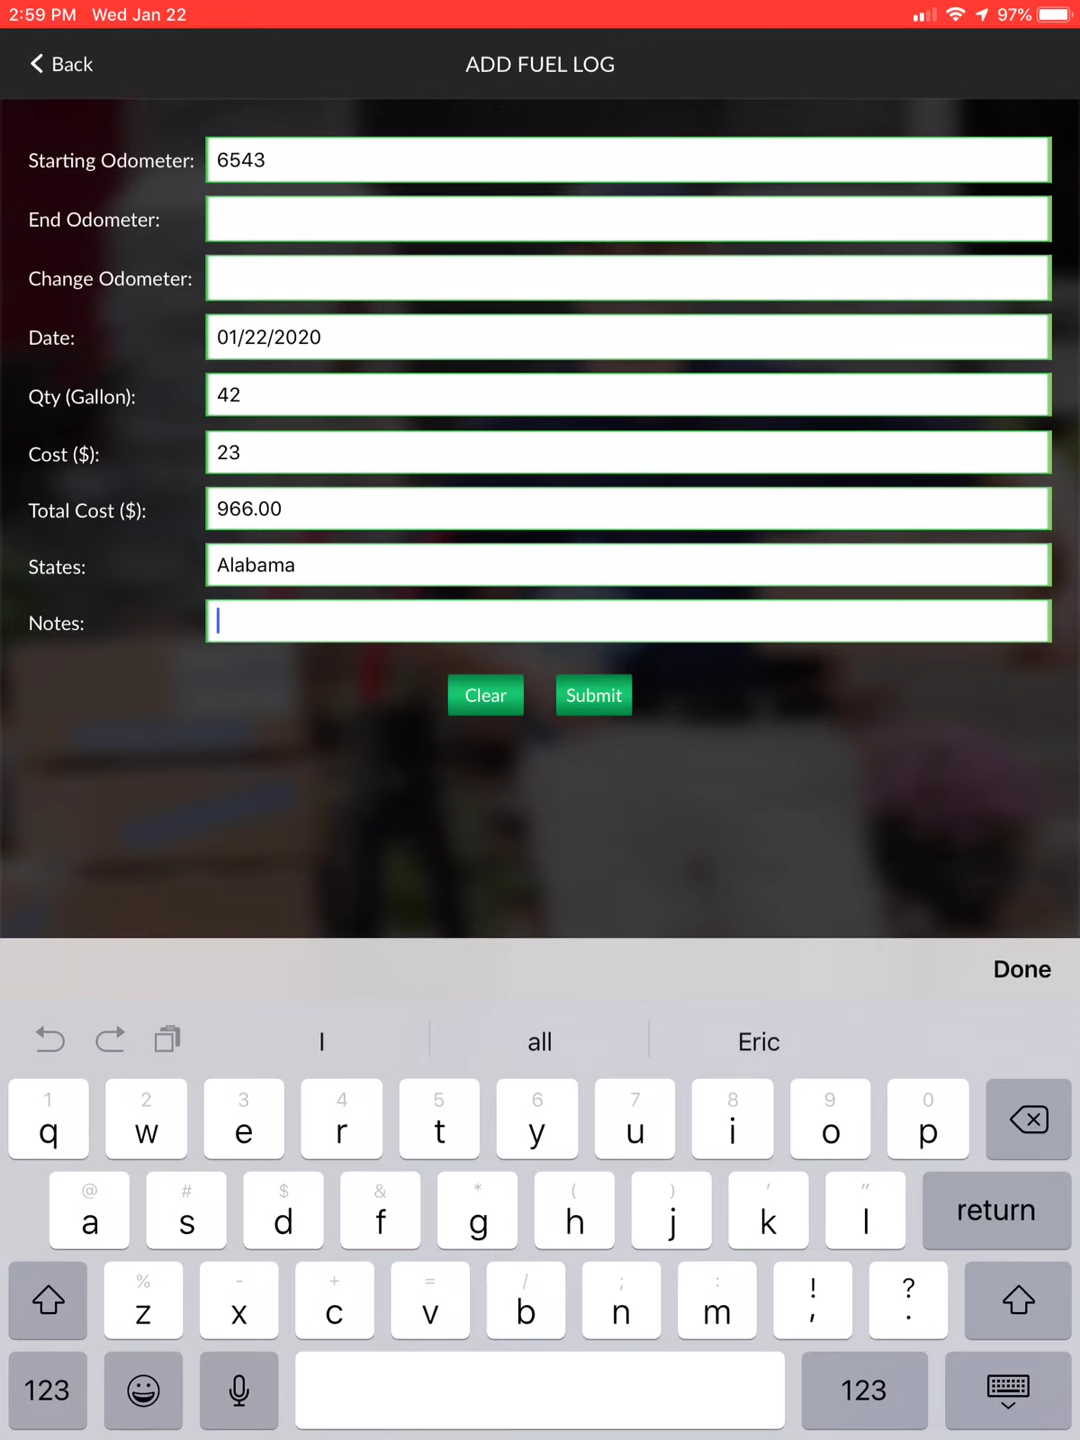 2:59 PM Wed Jan 22 97%
Back ADD FUEL LOG
Starting Odometer: 6543
End Odometer:
Change Odometer:
Date: 01/22/2020
Qty (Gallon): 42
Cost ($): 23
Total Cost ($): 966.00
States: Alabama
Notes:
Clear Submit
Done
I all Eric
1 2 3 4 5 6 7 8 9 0
q w e r t y u i o p
@ # $ & * ( ) ' "
a s d f g h j k l return
% - + = / ; : ! ?
z x c v b n m , .
123 123